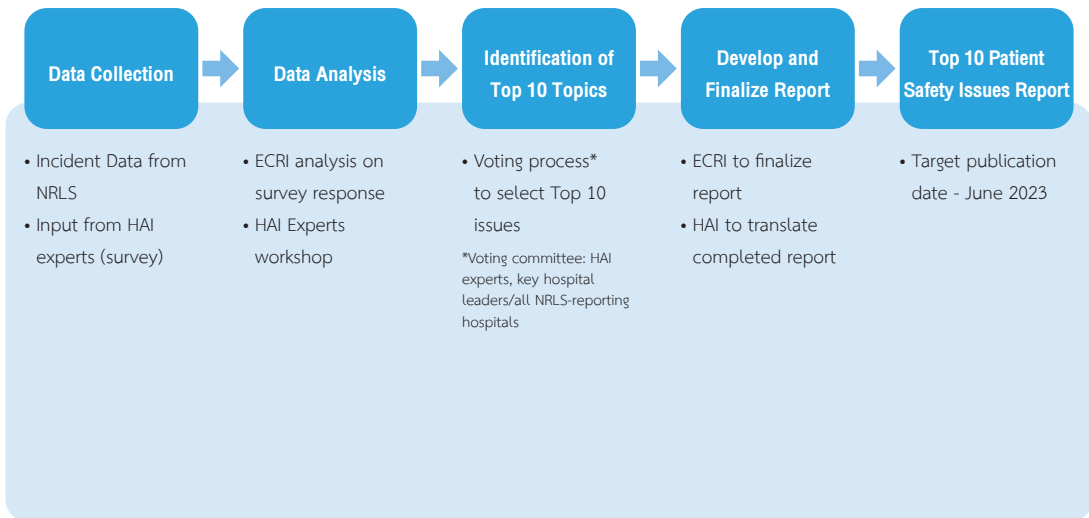 Data Collection
Data Analysis
Identification of
Top 10 Topics
Develop and
Finalize Report
Top 10 Patient
Safety Issues Report
• Incident Data from
NRLS
• Input from HAI
experts (survey)
• ECRI analysis on
survey response
• HAI Experts
workshop
• Voting process*
to select Top 10
issues
*Voting committee: HAI
experts, key hospital
leaders/all NRLS-reporting
hospitals
• ECRI to finalize
report
• HAI to translate
completed report
• Target publication
date - June 2023